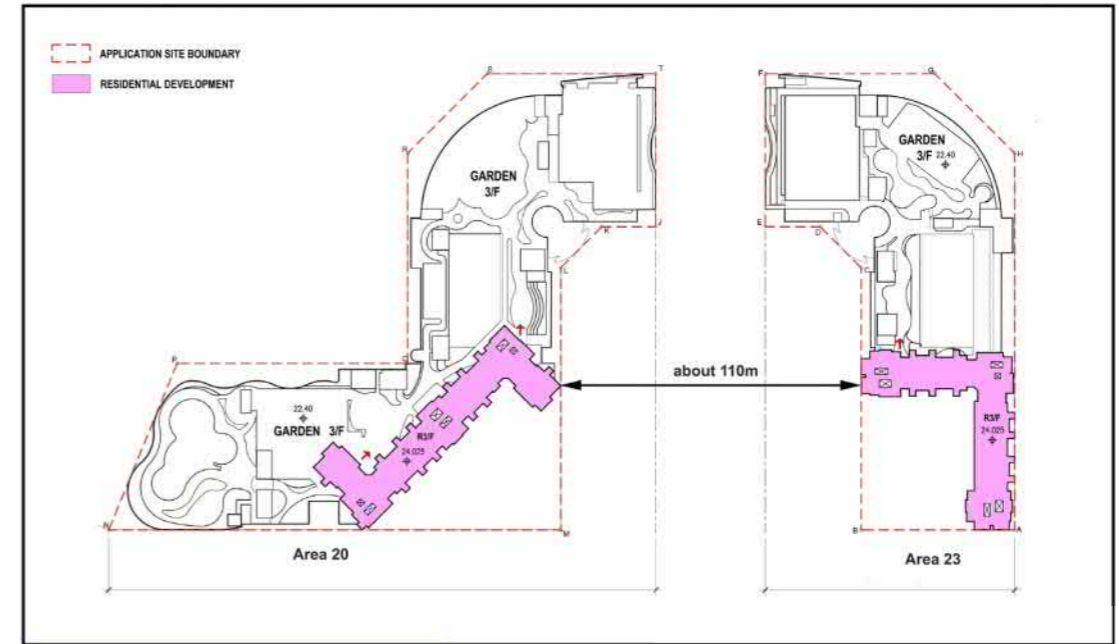 APPLICATION SITE BOUNDARY
RESIDENTIAL DEVELOPMENT
S
T
F
G
R
H
GARDEN
3/F
GARDEN
3/F 22.40
K
J
E
D
L
C
P
Q
about 110m
22.40
GARDEN 3/F
R3/F
24.025
R3/F
24.025
N
M
B
A
Area 20
Area 23